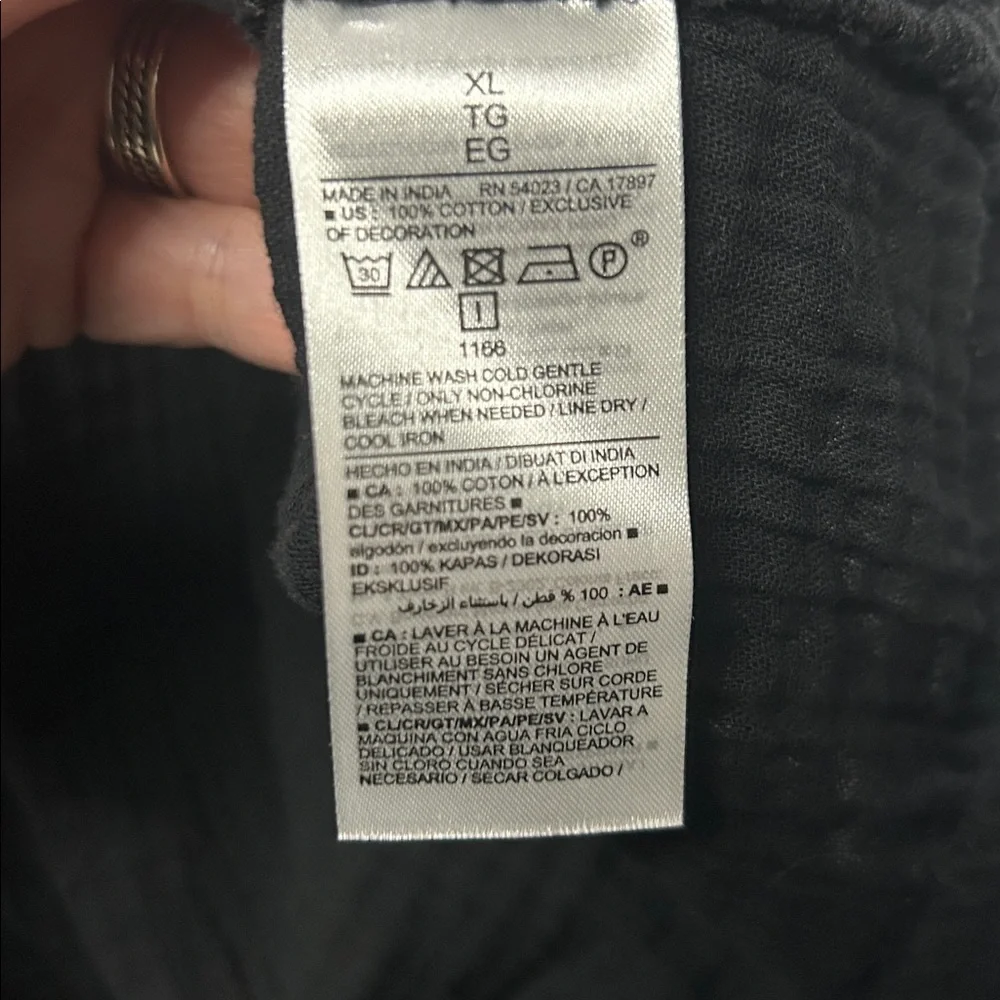 XL
TG
EG
MADE IN INDIA RN 54023 / CA 17897
■ US : 100% COTTON / EXCLUSIVE
OF DECORATION
30 P ®
1166
MACHINE WASH COLD GENTLE
CYCLE / ONLY NON-CHLORINE
BLEACH WHEN NEEDED / LINE DRY /
COOL IRON
HECHO EN INDIA / DIBUAT DI INDIA
■ CA : 100% COTON / À L'EXCEPTION
DES GARNITURES ■
CL/CR/GT/MX/PA/PE/SV : 100%
algodón / excluyendo la decoracion ■
ID : 100% KAPAS / DEKORASI
EKSKLUSIF
■ AE : 100 % قطن / باستثناء الزخارف
■ CA : LAVER À LA MACHINE À L'EAU
FROIDE AU CYCLE DÉLICAT /
UTILISER AU BESOIN UN AGENT DE
BLANCHIMENT SANS CHLORE
UNIQUEMENT / SÉCHER SUR CORDE
/ REPASSER À BASSE TEMPÉRATURE
■ CL/CR/GT/MX/PA/PE/SV : LAVAR A
MAQUINA CON AGUA FRIA CICLO
DELICADO / USAR BLANQUEADOR
SIN CLORO CUANDO SEA
NECESARIO / SECAR COLGADO /